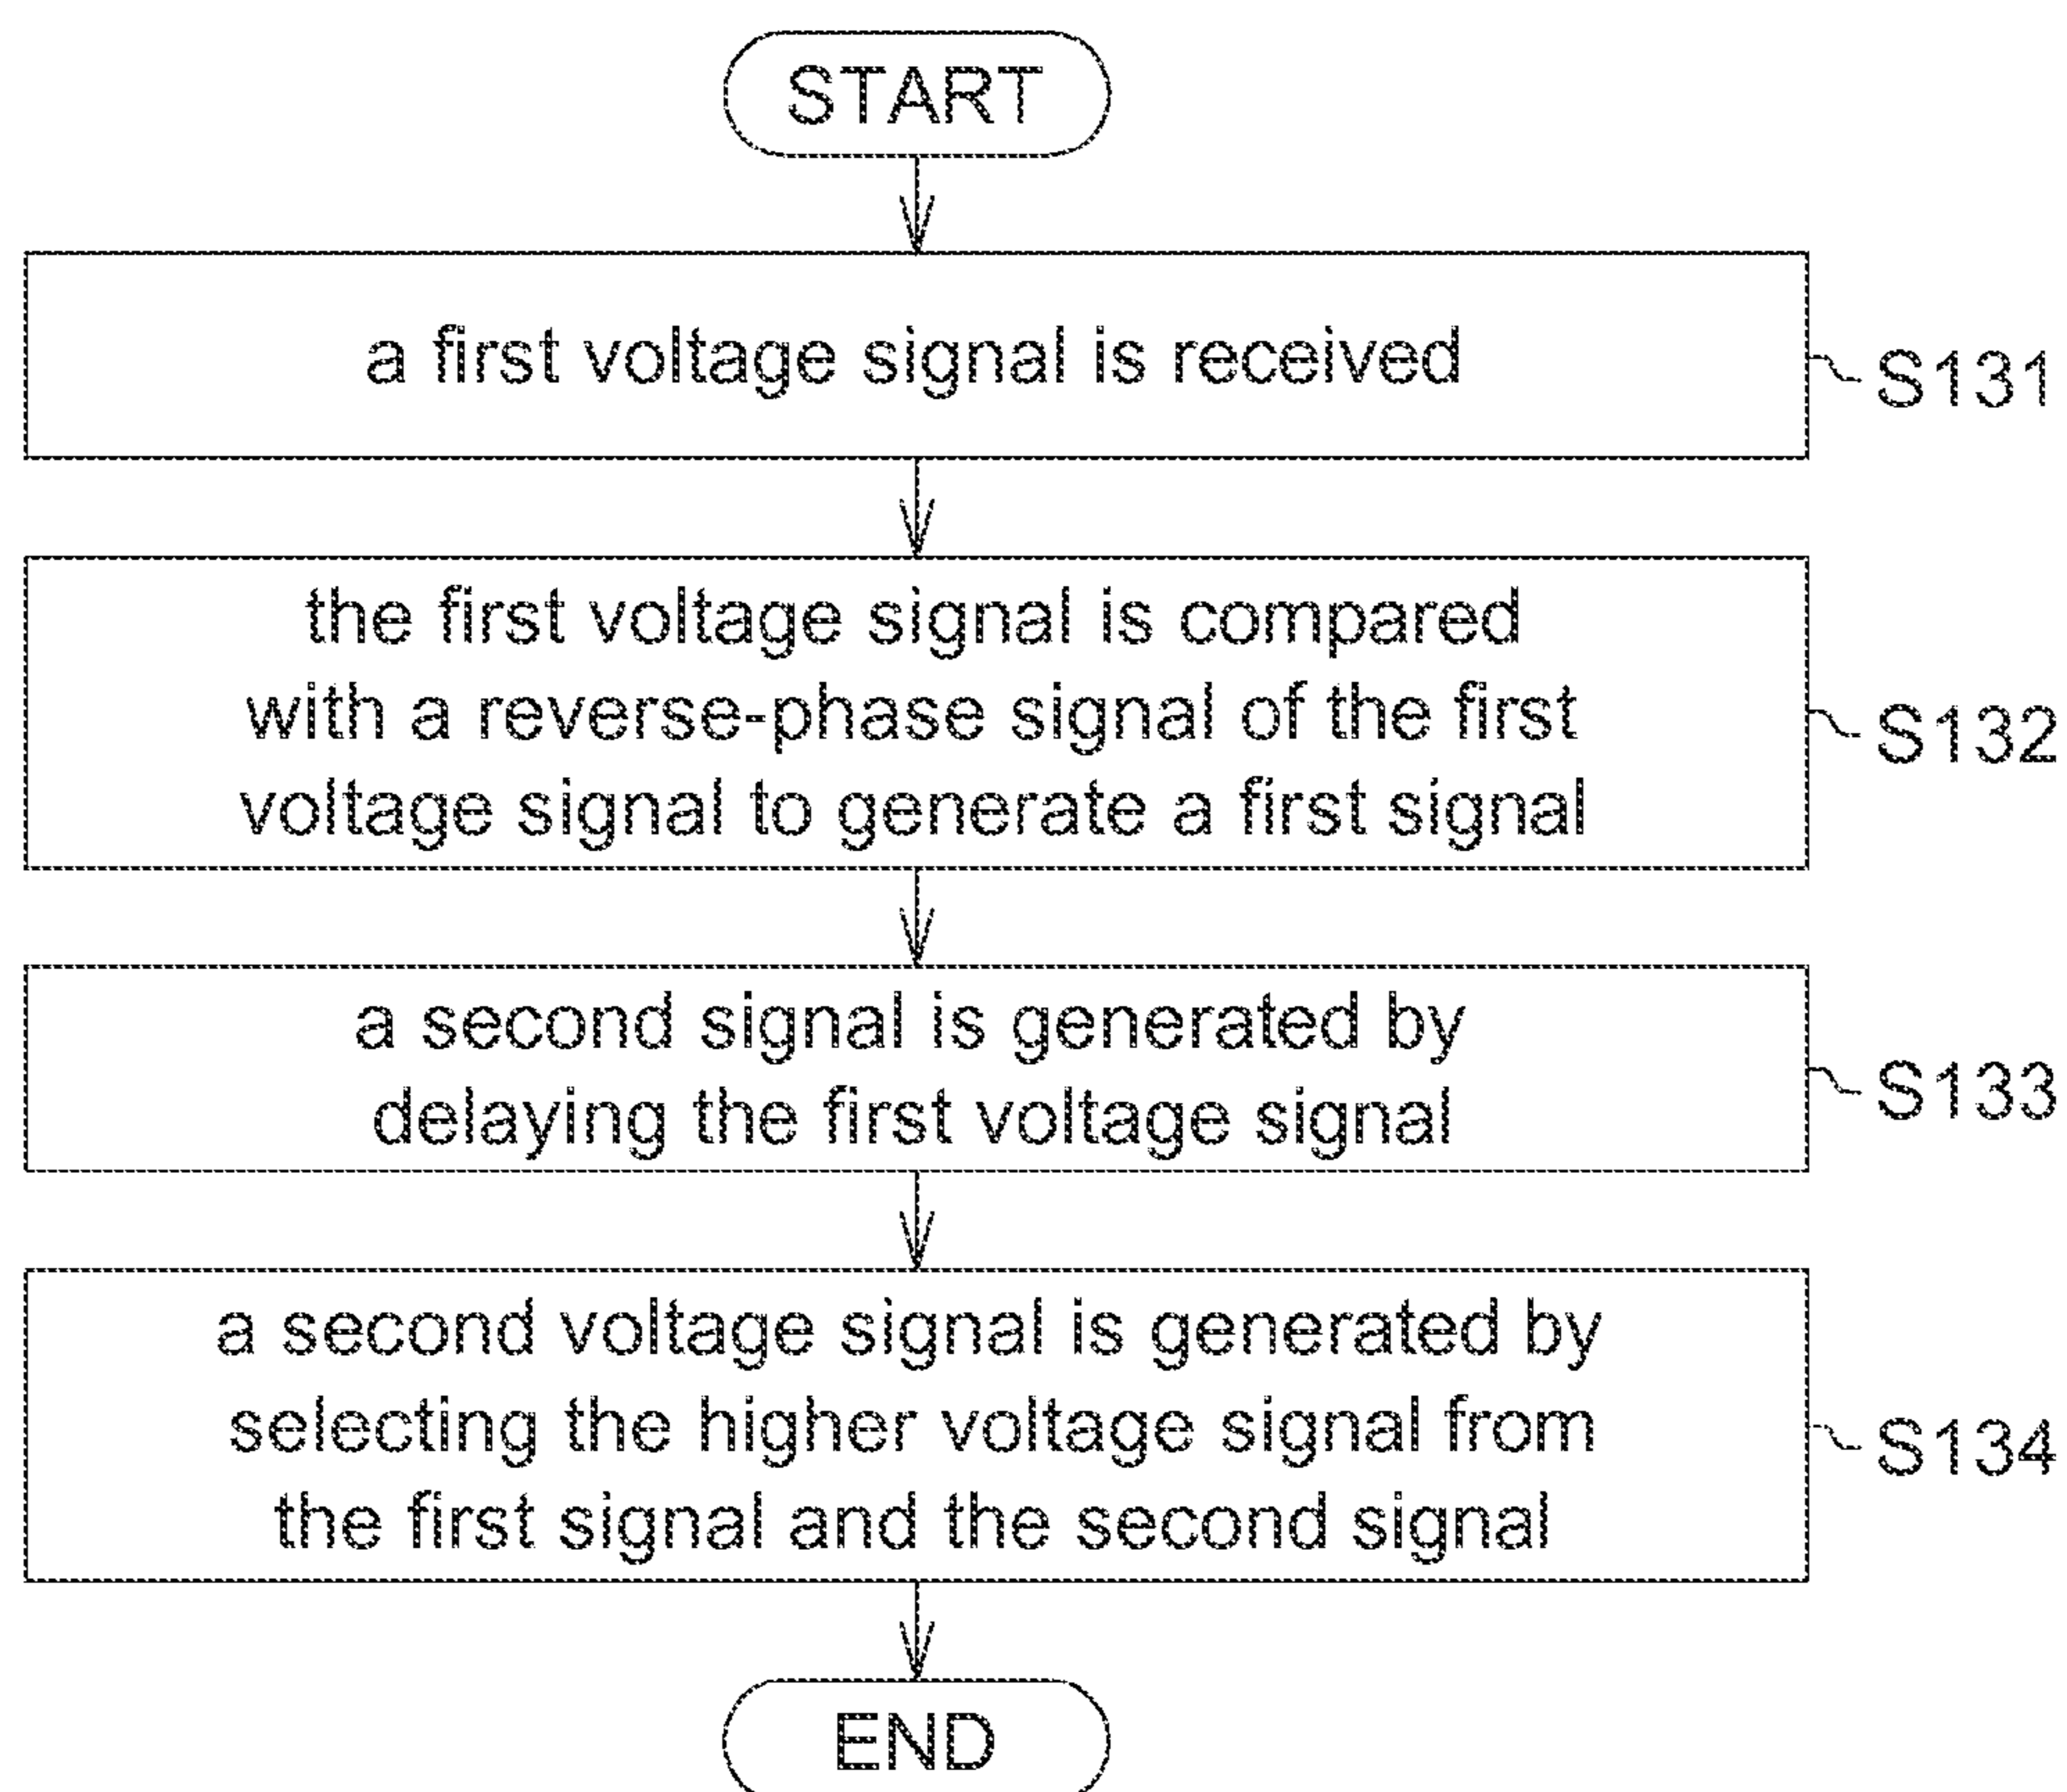 START
a first voltage signal is received
S131
the first voltage signal is compared
with a reverse-phase signal of the first
voltage signal to generate a first signal
S132
a second signal is generated by
delaying the first voltage signal
S133
a second voltage signal is generated by
selecting the higher voltage signal from
the first signal and the second signal
S134
END